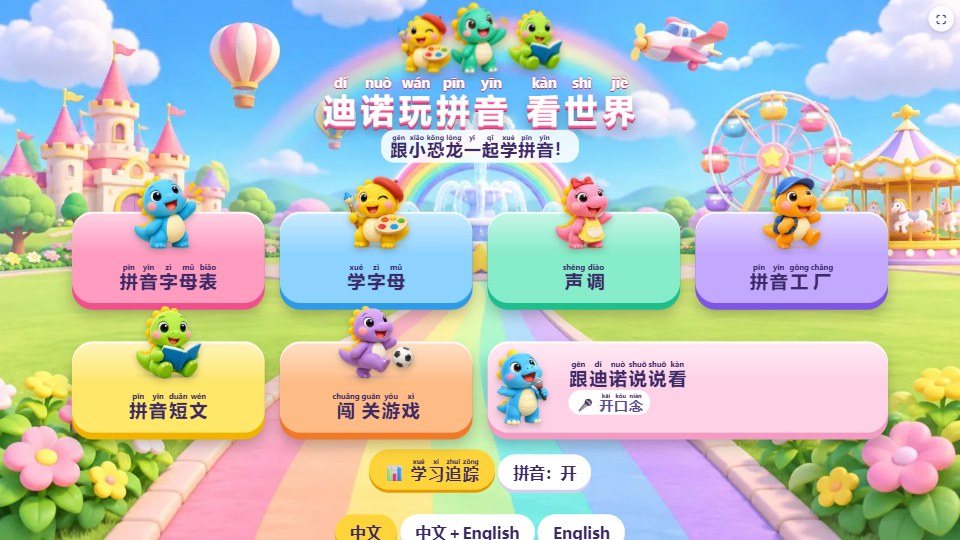 dí nuò wán pīn yīn kàn shì jiè
迪诺玩拼音 看世界
gēn xiǎo kǒng lóng yì qǐ xué pīn yīn
跟小恐龙一起学拼音!
pīn yīn zì mǔ biǎo
拼音字母表
xué zì mǔ
学字母
shēng diào
声调
pīn yīn gōng chǎng
拼音工厂
pīn yīn duǎn wén
拼音短文
chuǎng guān yóu xì
闯关游戏
gēn dí nuò shuō shuō kàn
跟迪诺说说看
kāi kǒu niàn
开口念
xué xí zhuī zōng
学习追踪
拼音：开
中文
中文 + English
English